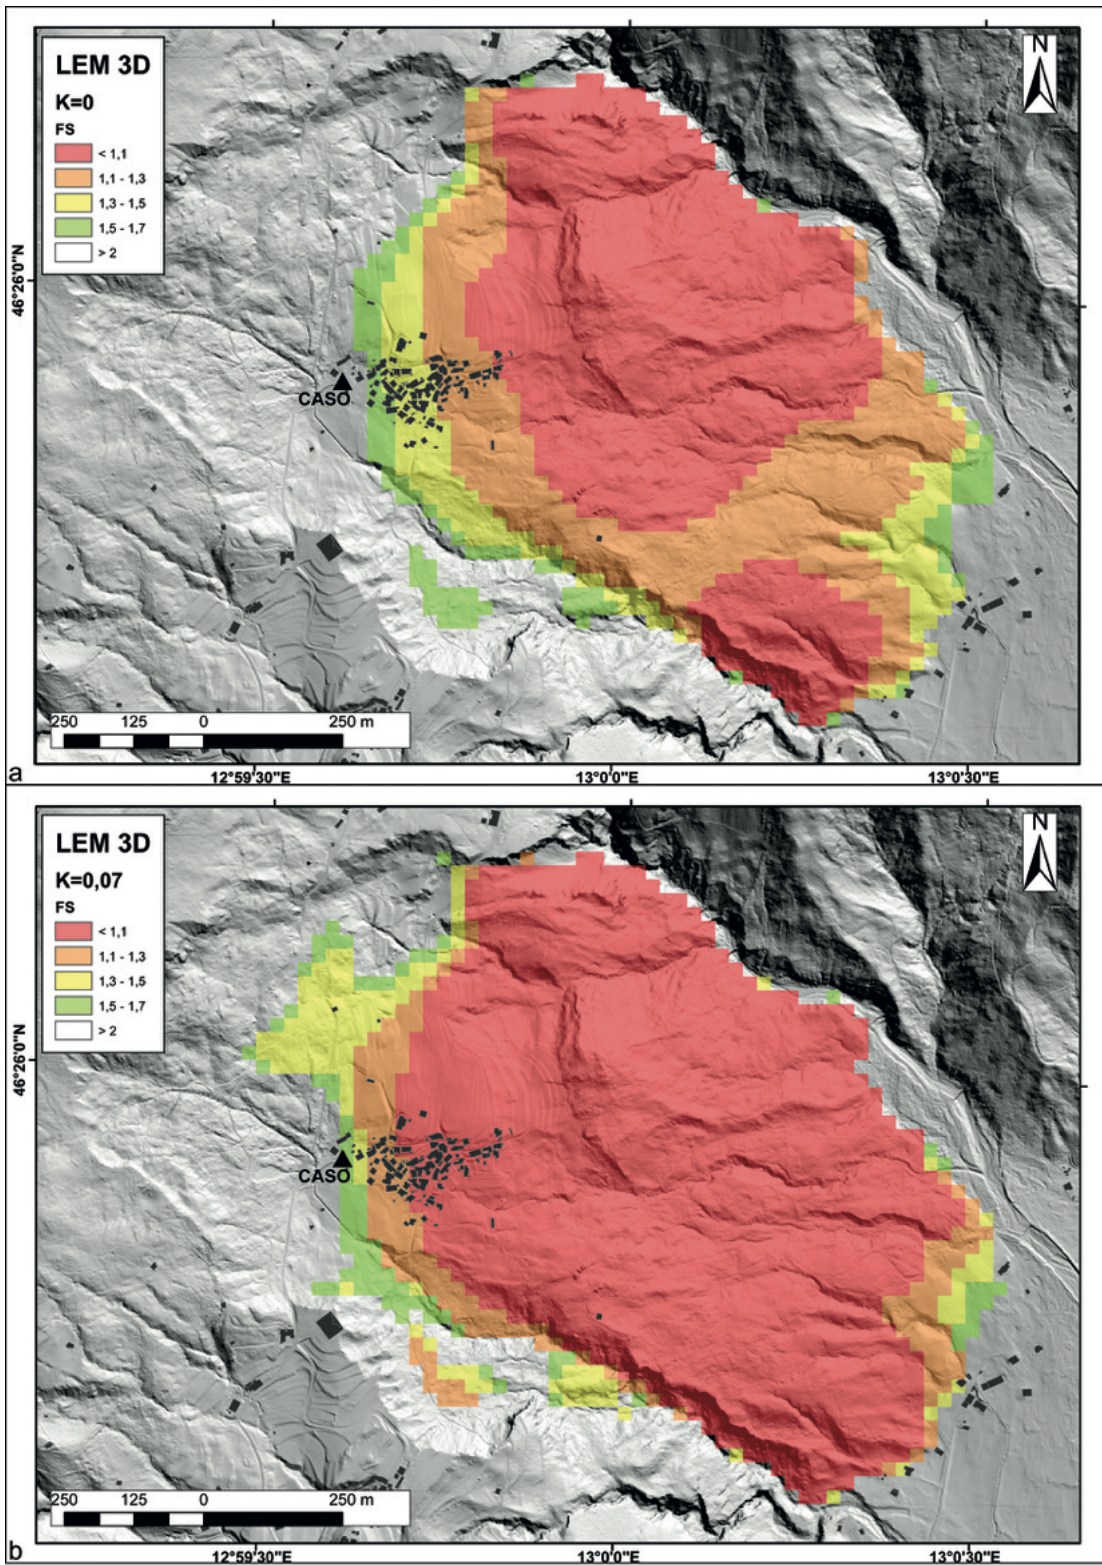 LEM 3D
K=0
FS
< 1,1
1,1 - 1,3
1,3 - 1,5
1,5 - 1,7
> 2
N
46°26'0"N
CASO
250 125 0 250 m
a
12°59'30"E 13°0'0"E 13°0'30"E
LEM 3D
K=0,07
FS
< 1,1
1,1 - 1,3
1,3 - 1,5
1,5 - 1,7
> 2
N
46°26'0"N
CASO
250 125 0 250 m
b
12°59'30"E 13°0'0"E 13°0'30"E